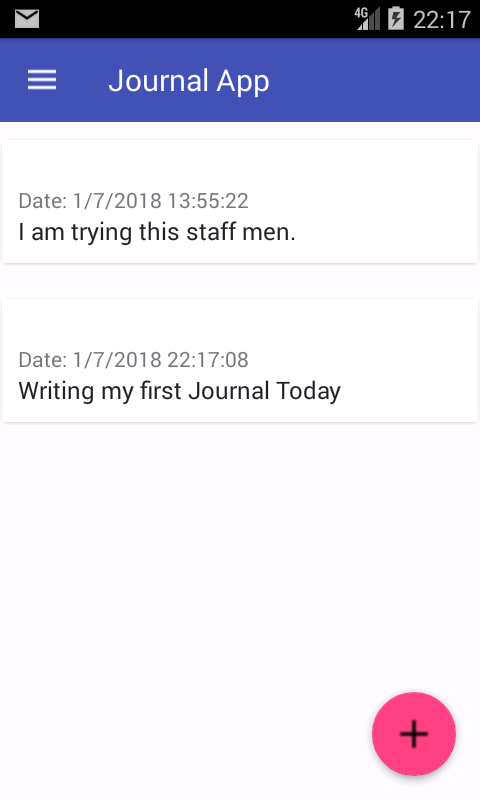 4G 22:17
Journal App
Date: 1/7/2018 13:55:22
I am trying this staff men.
Date: 1/7/2018 22:17:08
Writing my first Journal Today